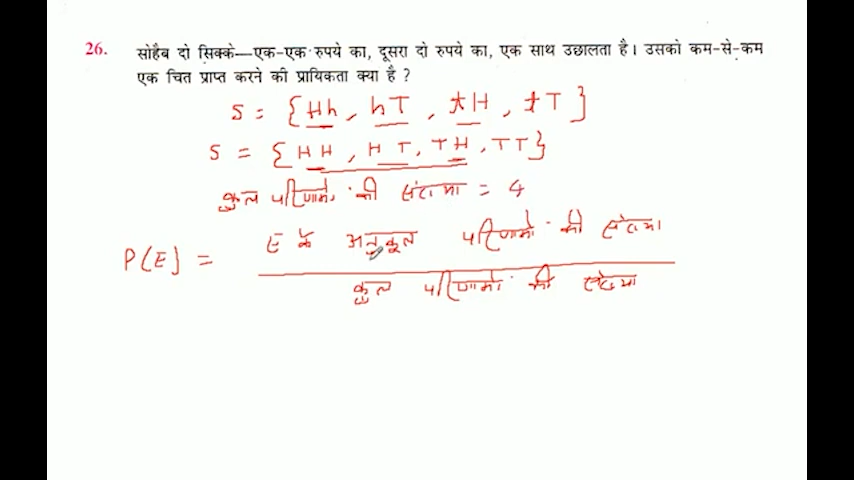 26. सोहैब दो सिक्के—एक-एक रुपये का, दूसरा दो रुपये का, एक साथ उछालता है। उसको कम-से-कम
एक चित प्राप्त करने की प्रायिकता क्या है ?
S = {Hh, hT, tH, tT}
S = {HH, HT, TH, TT}
कुल परिणामों की संख्या = 4
P(E) = E के अनुकूल परिणामों की संख्या
कुल परिणामों की संख्या